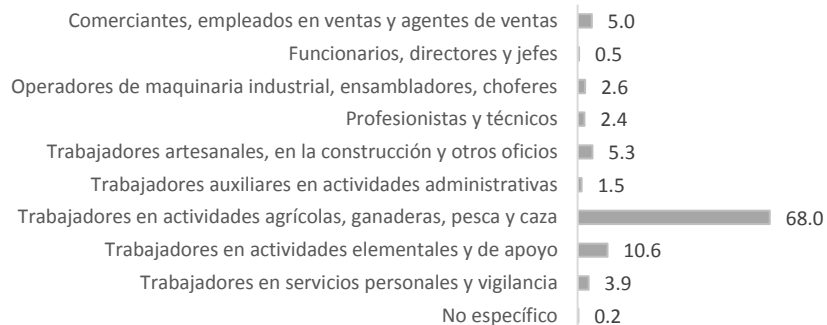 Comerciantes, empleados en ventas y agentes de ventas 5.0
Funcionarios, directores y jefes 0.5
Operadores de maquinaria industrial, ensambladores, choferes 2.6
Profesionistas y técnicos 2.4
Trabajadores artesanales, en la construcción y otros oficios 5.3
Trabajadores auxiliares en actividades administrativas 1.5
Trabajadores en actividades agrícolas, ganaderas, pesca y caza 68.0
Trabajadores en actividades elementales y de apoyo 10.6
Trabajadores en servicios personales y vigilancia 3.9
No específico 0.2